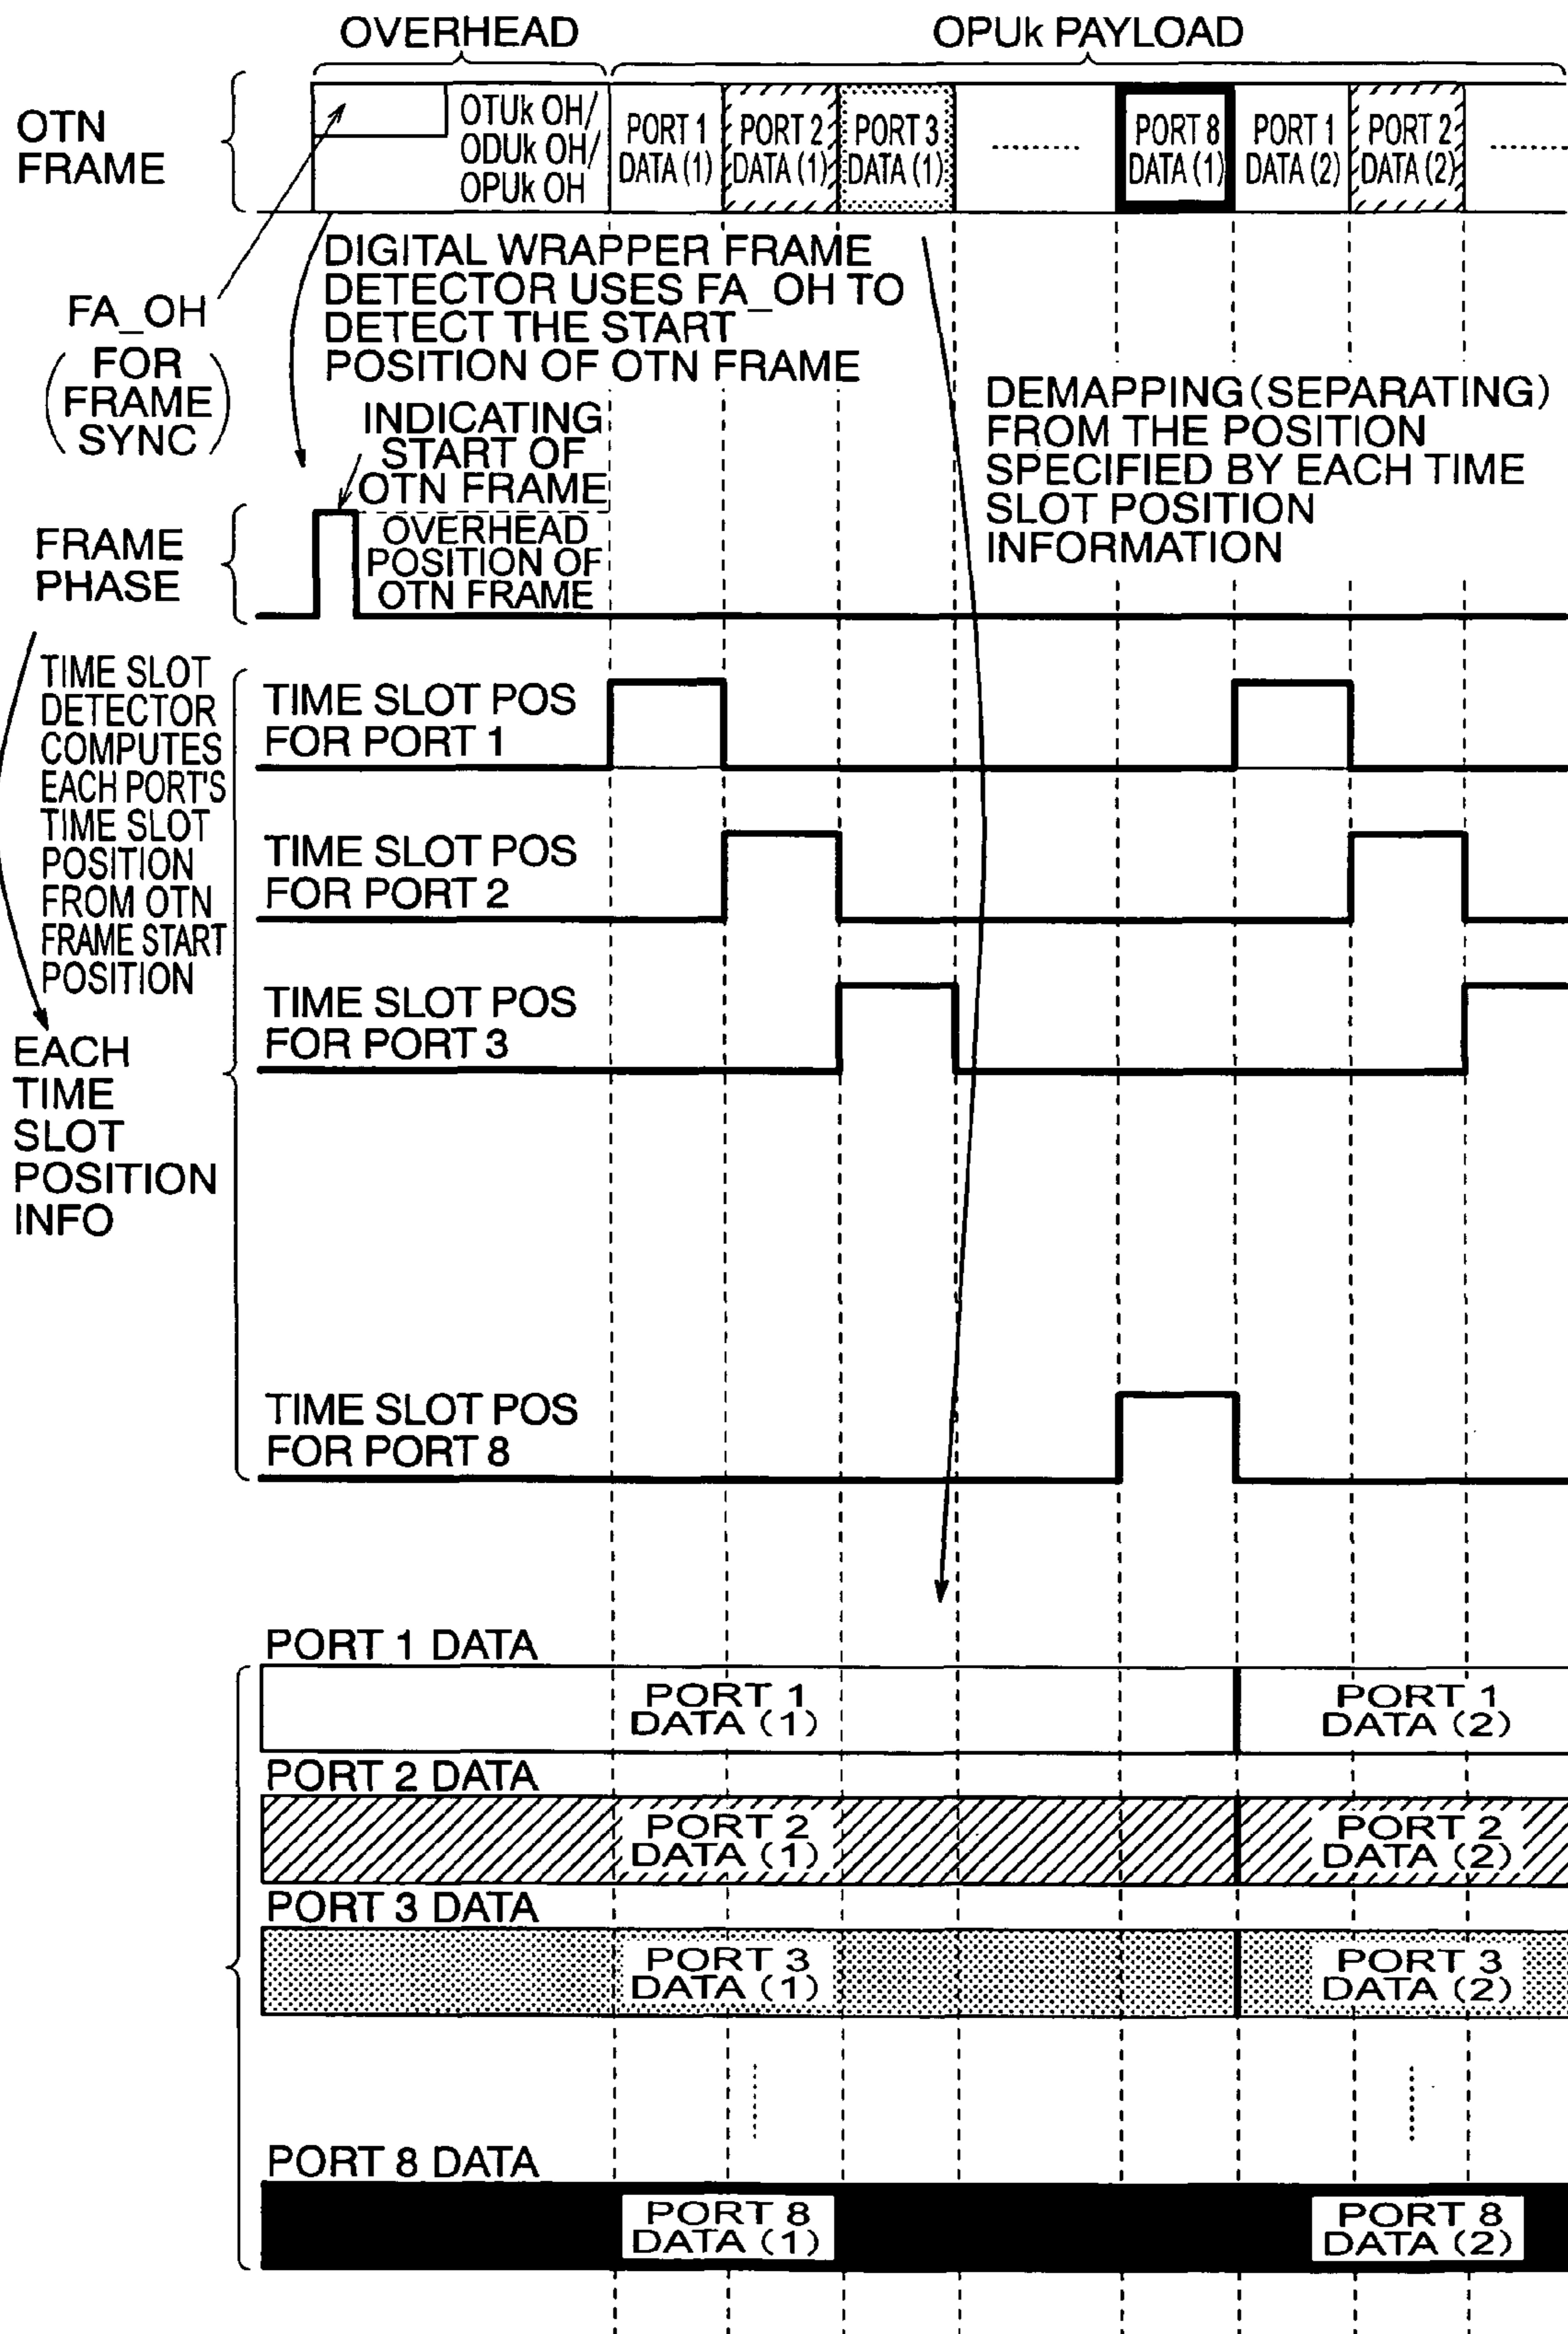 OVERHEAD
OPUk PAYLOAD
OTN
FRAME
OTUk OH/
ODUk OH/
OPUk OH
PORT 1
DATA (1)
PORT 2
DATA (1)
PORT 3
DATA (1)
PORT 8
DATA (1)
PORT 1
DATA (2)
PORT 2
DATA (2)
FA_OH
( FOR
FRAME
SYNC )
DIGITAL WRAPPER FRAME
DETECTOR USES FA_OH TO
DETECT THE START
POSITION OF OTN FRAME
DEMAPPING (SEPARATING)
FROM THE POSITION
SPECIFIED BY EACH TIME
SLOT POSITION
INFORMATION
INDICATING
START OF
OTN FRAME
OVERHEAD
POSITION OF
OTN FRAME
FRAME
PHASE
TIME SLOT
DETECTOR
COMPUTES
EACH PORT'S
TIME SLOT
POSITION
FROM OTN
FRAME START
POSITION
TIME SLOT POS
FOR PORT 1
TIME SLOT POS
FOR PORT 2
TIME SLOT POS
FOR PORT 3
EACH
TIME
SLOT
POSITION
INFO
TIME SLOT POS
FOR PORT 8
PORT 1 DATA
PORT 1
DATA (1)
PORT 1
DATA (2)
PORT 2 DATA
PORT 2
DATA (1)
PORT 2
DATA (2)
PORT 3 DATA
PORT 3
DATA (1)
PORT 3
DATA (2)
PORT 8 DATA
PORT 8
DATA (1)
PORT 8
DATA (2)